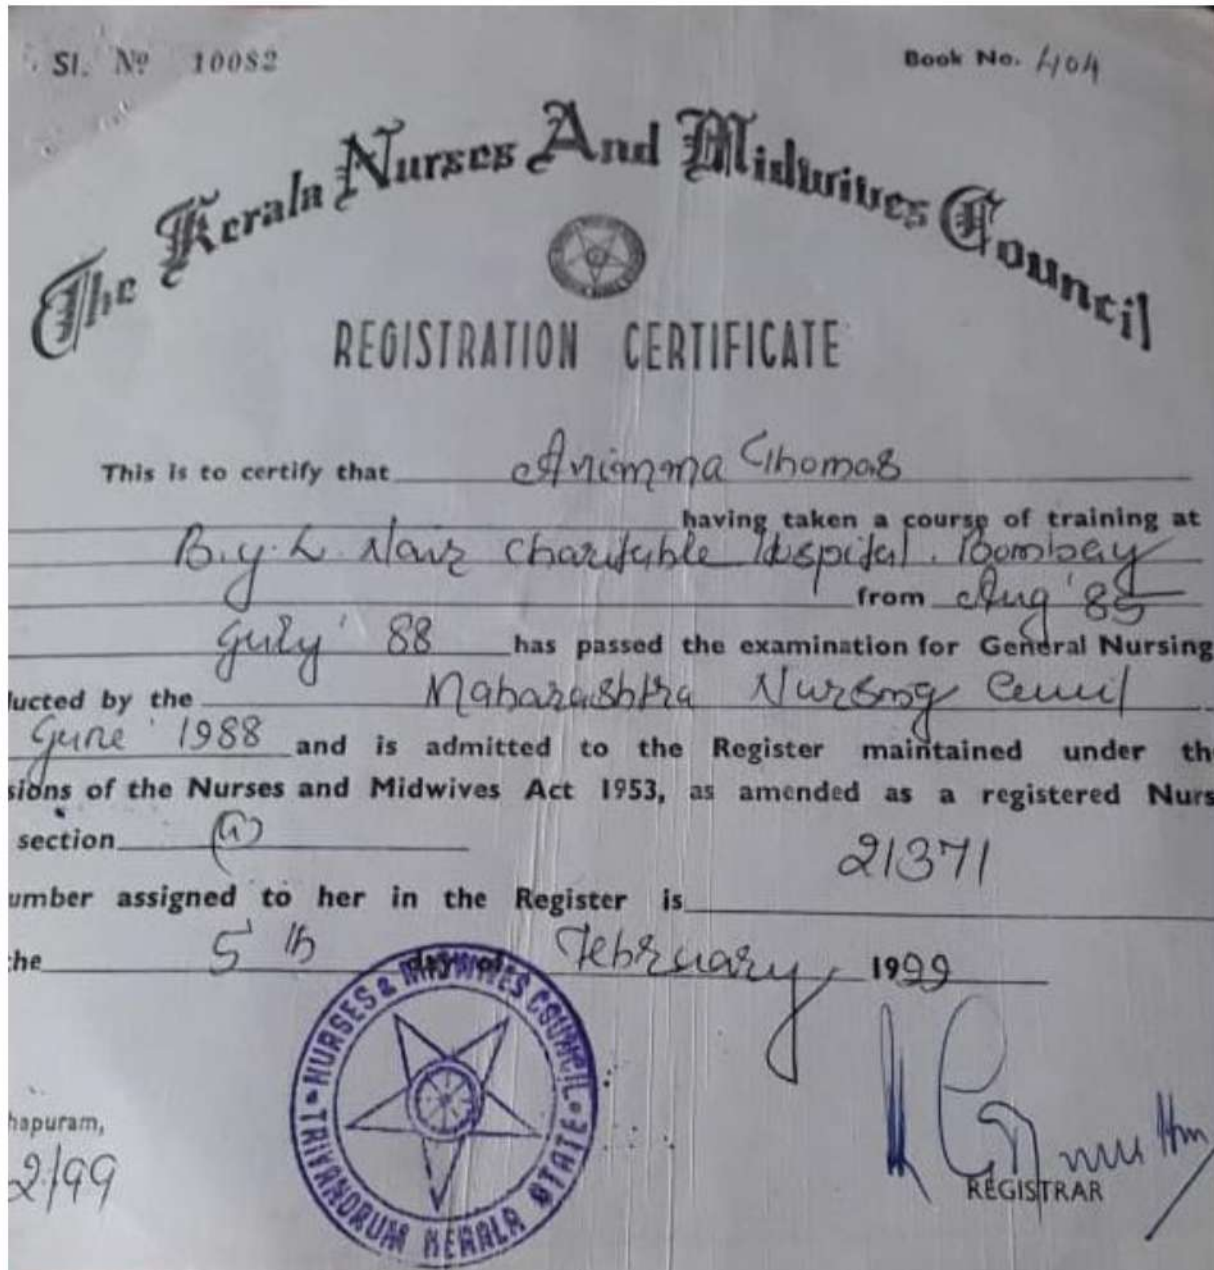 Sl. Nº 10082 Book No. 404
The Kerala Nurses And Midwives Council
REGISTRATION CERTIFICATE
This is to certify that Animma Thomas
having taken a course of training at
B.y.L Nair Charitable Hospital. Bombay
from Aug '85
July' 88 has passed the examination for General Nursing
ducted by the Maharashtra Nursing
June '1988 and is admitted to the Register maintained under th
sions of the Nurses and Midwives Act 1953, as amended as a registered Nurs
section
21371
umber assigned to her in the Register is
he 5th day of February 1999
NURSES & MIDWIVES COUNCIL
TRIVANDRUM KERALA STATE
hapuram,
2/99
REGISTRAR